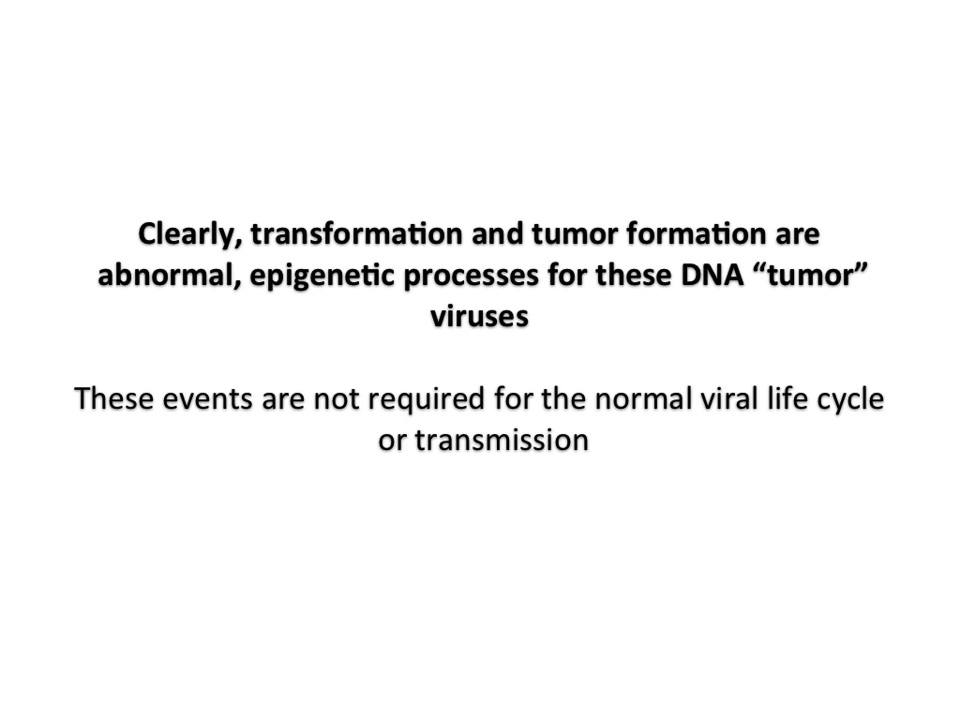 Clearly, transformation and tumor formation are
abnormal, epigenetic processes for these DNA “tumor”
viruses
These events are not required for the normal viral life cycle
or transmission